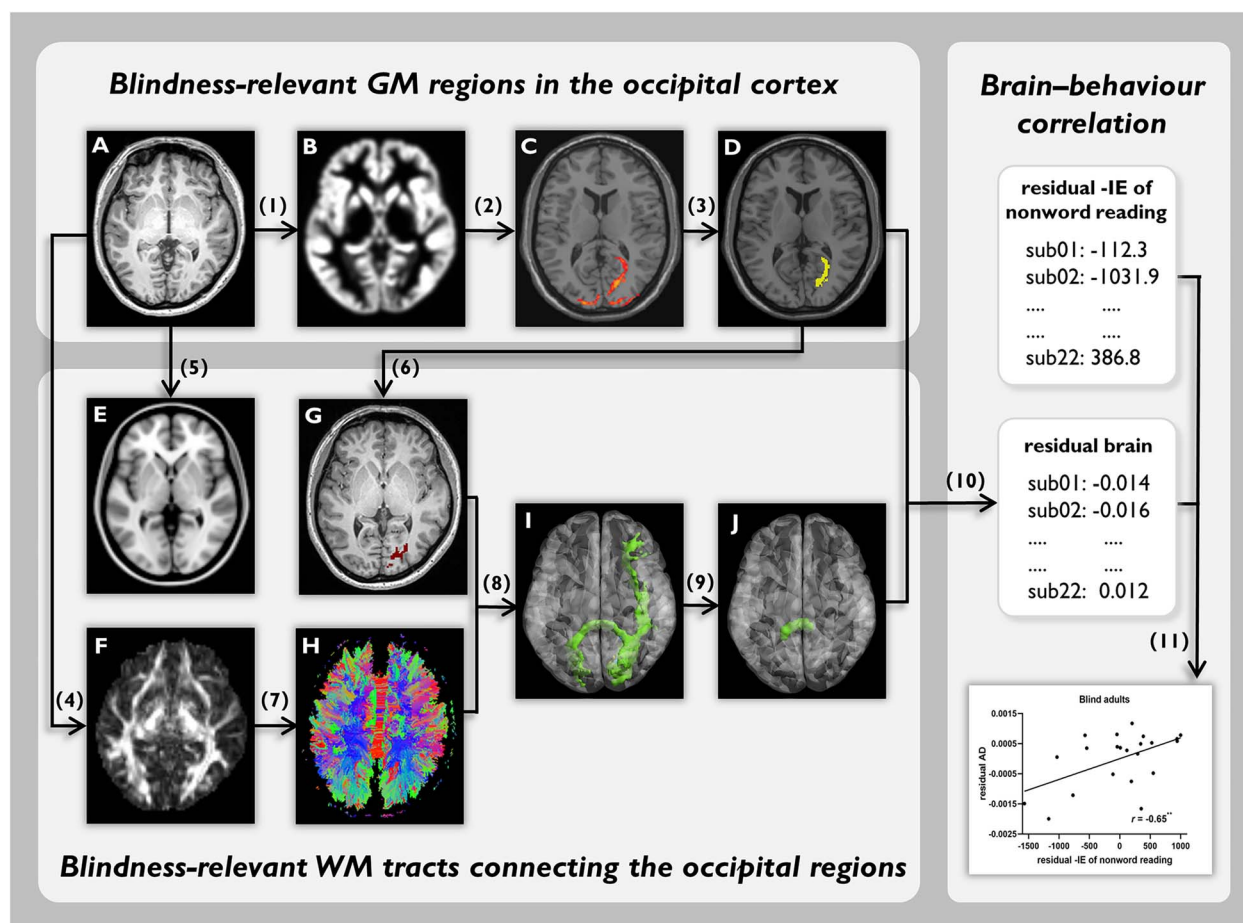 Blindness-relevant GM regions in the occipital cortex
A
(1)
B
(2)
C
(3)
D
(5)
(6)
E
G
(8)
I
(9)
J
(4)
F
(7)
H
Blindness-relevant WM tracts connecting the occipital regions
Brain–behaviour
correlation
residual -IE of
nonword reading
sub01: -112.3
sub02: -1031.9
.... ....
.... ....
sub22: 386.8
(10)
residual brain
sub01: -0.014
sub02: -0.016
.... ....
.... ....
sub22: 0.012
(11)
Blind adults
0.0015
0.0005
-0.0005
-0.0015
-0.0025
residual AD
r = -0.65**
-1500 -1000 -500 0 500 1000
residual -IE of nonword reading